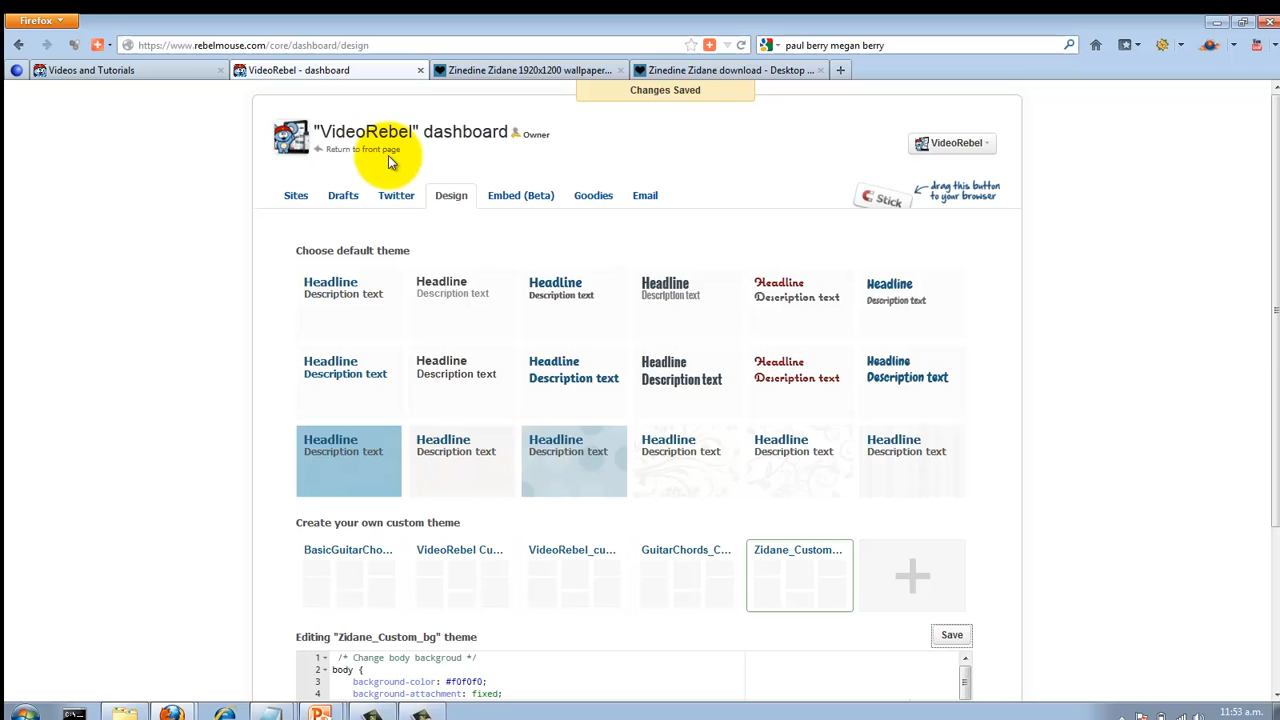 Firefox
https://www.rebelmouse.com/core/dashboard/design
paul berry megan berry
Videos and Tutorials
VideoRebel - dashboard
Zinedine Zidane 1920x1200 wallpaper...
Zinedine Zidane download - Desktop ...
Changes Saved
"VideoRebel" dashboard
Owner
Return to front page
VideoRebel
Sites Drafts Twitter Design Embed (Beta) Goodies Email
Stick
drag this button
to your browser
Choose default theme
Headline Headline Headline Headline Headline Headline
Description text Description text Description text Description text Description text Description text
Headline Headline Headline Headline Headline Headline
Description text Description text Description text Description text Description text Description text
Headline Headline Headline Headline Headline Headline
Description text Description text Description text Description text Description text Description text
Create your own custom theme
BasicGuitarCho... VideoRebel Cu... VideoRebel_cu... GuitarChords_C... Zidane_Custom...
Editing "Zidane_Custom_bg" theme
Save
1 /* Change body backgroud */
2 body {
3 background-color: #f0f0f0;
4 background-attachment: fixed;
11:53 a.m.